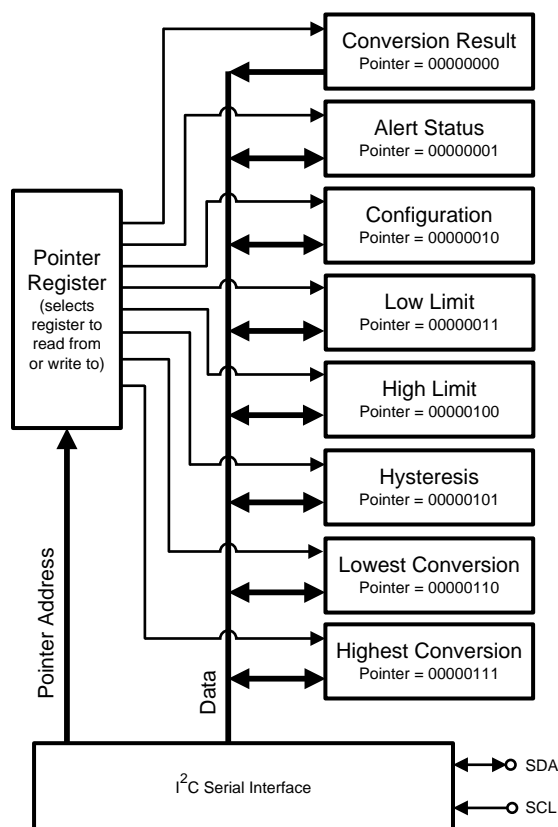 Conversion Result
Pointer = 00000000
Alert Status
Pointer = 00000001
Configuration
Pointer = 00000010
Low Limit
Pointer = 00000011
High Limit
Pointer = 00000100
Hysteresis
Pointer = 00000101
Lowest Conversion
Pointer = 00000110
Highest Conversion
Pointer = 00000111
Pointer
Register
(selects
register to
read from
or write to)
Pointer Address
Data
I²C Serial Interface
SDA
SCL